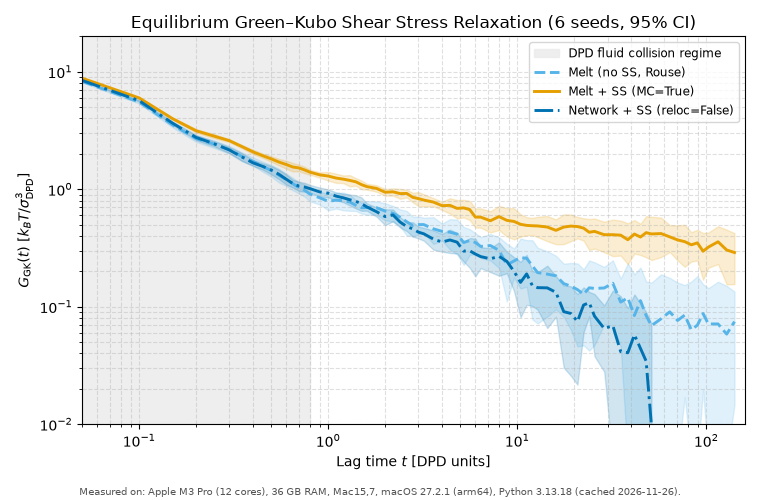 Equilibrium Green–Kubo Shear Stress Relaxation (6 seeds, 95% CI)
DPD fluid collision regime
Melt (no SS, Rouse)
Melt + SS (MC=True)
Network + SS (reloc=False)
G_GK(t) [k_BT/σ³_DPD]
10¹
10⁰
10⁻¹
10⁻²
10⁻¹ 10⁰ 10¹ 10²
Lag time t [DPD units]
Measured on: Apple M3 Pro (12 cores), 36 GB RAM, Mac15,7, macOS 27.2.1 (arm64), Python 3.13.18 (cached 2026-11-26).